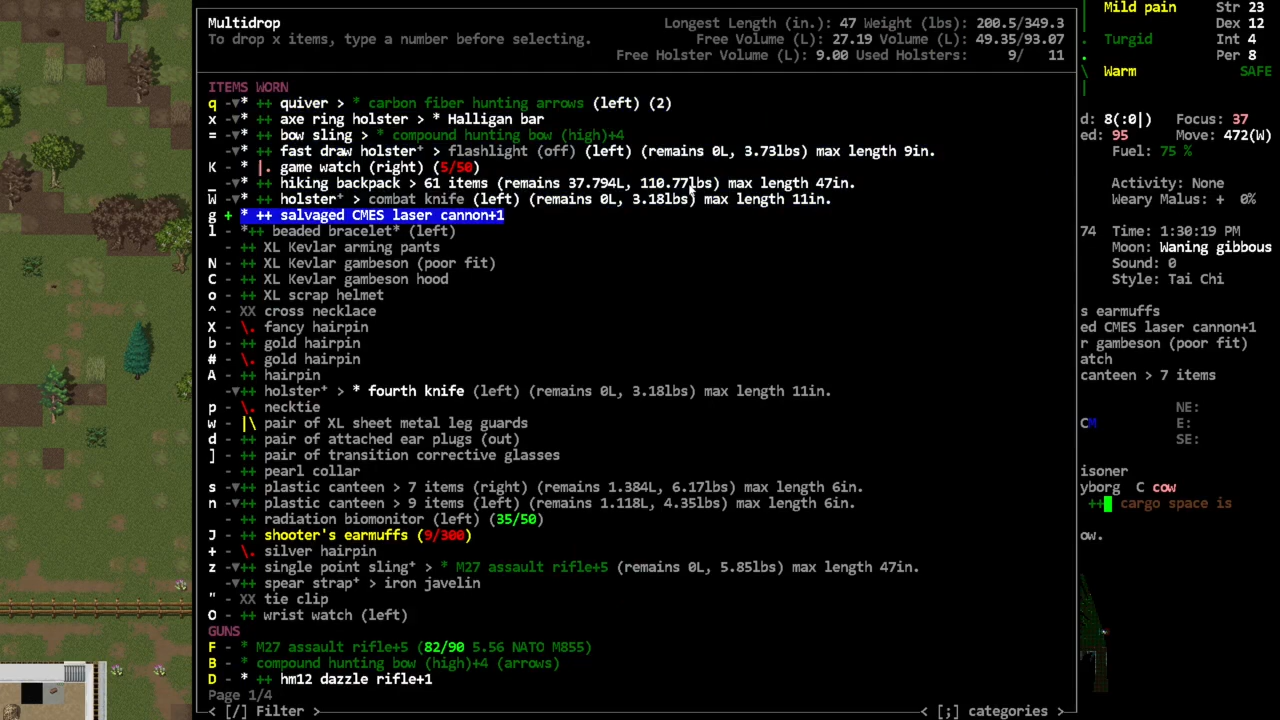 Multidrop
Longest Length (in.): 47 Weight (lbs): 200.5/349.3
To drop x items, type a number before selecting.
Free Volume (L): 27.19 Volume (L): 49.35/93.07
Free Holster Volume (L): 9.00 Used Holsters: 9/ 11
ITEMS WORN
q -▼* ++ quiver > * carbon fiber hunting arrows (left) (2)
x -▼* ++ axe ring holster > * Halligan bar
= -▼* ++ bow sling > * compound hunting bow (high)+4
-▼* ++ fast draw holster⁺ > flashlight (off) (left) (remains 0L, 3.73lbs) max length 9in.
K - * |. game watch (right) (5/50)
_ -▼* ++ hiking backpack > 61 items (remains 37.794L, 110.77lbs) max length 47in.
W -▼* ++ holster⁺ > combat knife (left) (remains 0L, 3.18lbs) max length 11in.
g + * ++ salvaged CMES laser cannon+1
l - *++ beaded bracelet* (left)
- ++ XL Kevlar arming pants
N - ++ XL Kevlar gambeson (poor fit)
C - ++ XL Kevlar gambeson hood
o - ++ XL scrap helmet
^ - XX cross necklace
X - \. fancy hairpin
b - ++ gold hairpin
# - \. gold hairpin
A - ++ hairpin
-▼++ holster⁺ > * fourth knife (left) (remains 0L, 3.18lbs) max length 11in.
p - \. necktie
w - |\ pair of XL sheet metal leg guards
d - ++ pair of attached ear plugs (out)
] - ++ pair of transition corrective glasses
- ++ pearl collar
s - ++ plastic canteen > 7 items (right) (remains 1.384L, 6.17lbs) max length 6in.
n - ++ plastic canteen > 9 items (left) (remains 1.118L, 4.35lbs) max length 6in.
- ++ radiation biomonitor (left) (35/50)
J - ++ shooter's earmuffs (9/300)
+ - \. silver hairpin
z -▼++ single point sling⁺ > * M27 assault rifle+5 (remains 0L, 5.85lbs) max length 47in.
-▼++ spear strap⁺ > iron javelin
" - XX tie clip
O - ++ wrist watch (left)
GUNS
F - * M27 assault rifle+5 (82/90 5.56 NATO M855)
B - * compound hunting bow (high)+4 (arrows)
D - * ++ hm12 dazzle rifle+1
Page 1/4
< [/] Filter >
< [;] categories >
Mild pain Str 23
Dex 12
. Turgid Int 4
. Per 8
\ Warm SAFE
|
d: 8(:0|) Focus: 37
ed: 95 Move: 472(W)
Fuel: 75 %
Activity: None
Weary Malus: + 0%
74 Time: 1:30:19 PM
Moon: Waning gibbous
Sound: 0
Style: Tai Chi
s earmuffs
ed CMES laser cannon+1
r gambeson (poor fit)
atch
canteen > 7 items
NE:
CM E:
SE:
isoner
yborg C cow
++ cargo space is
ow.